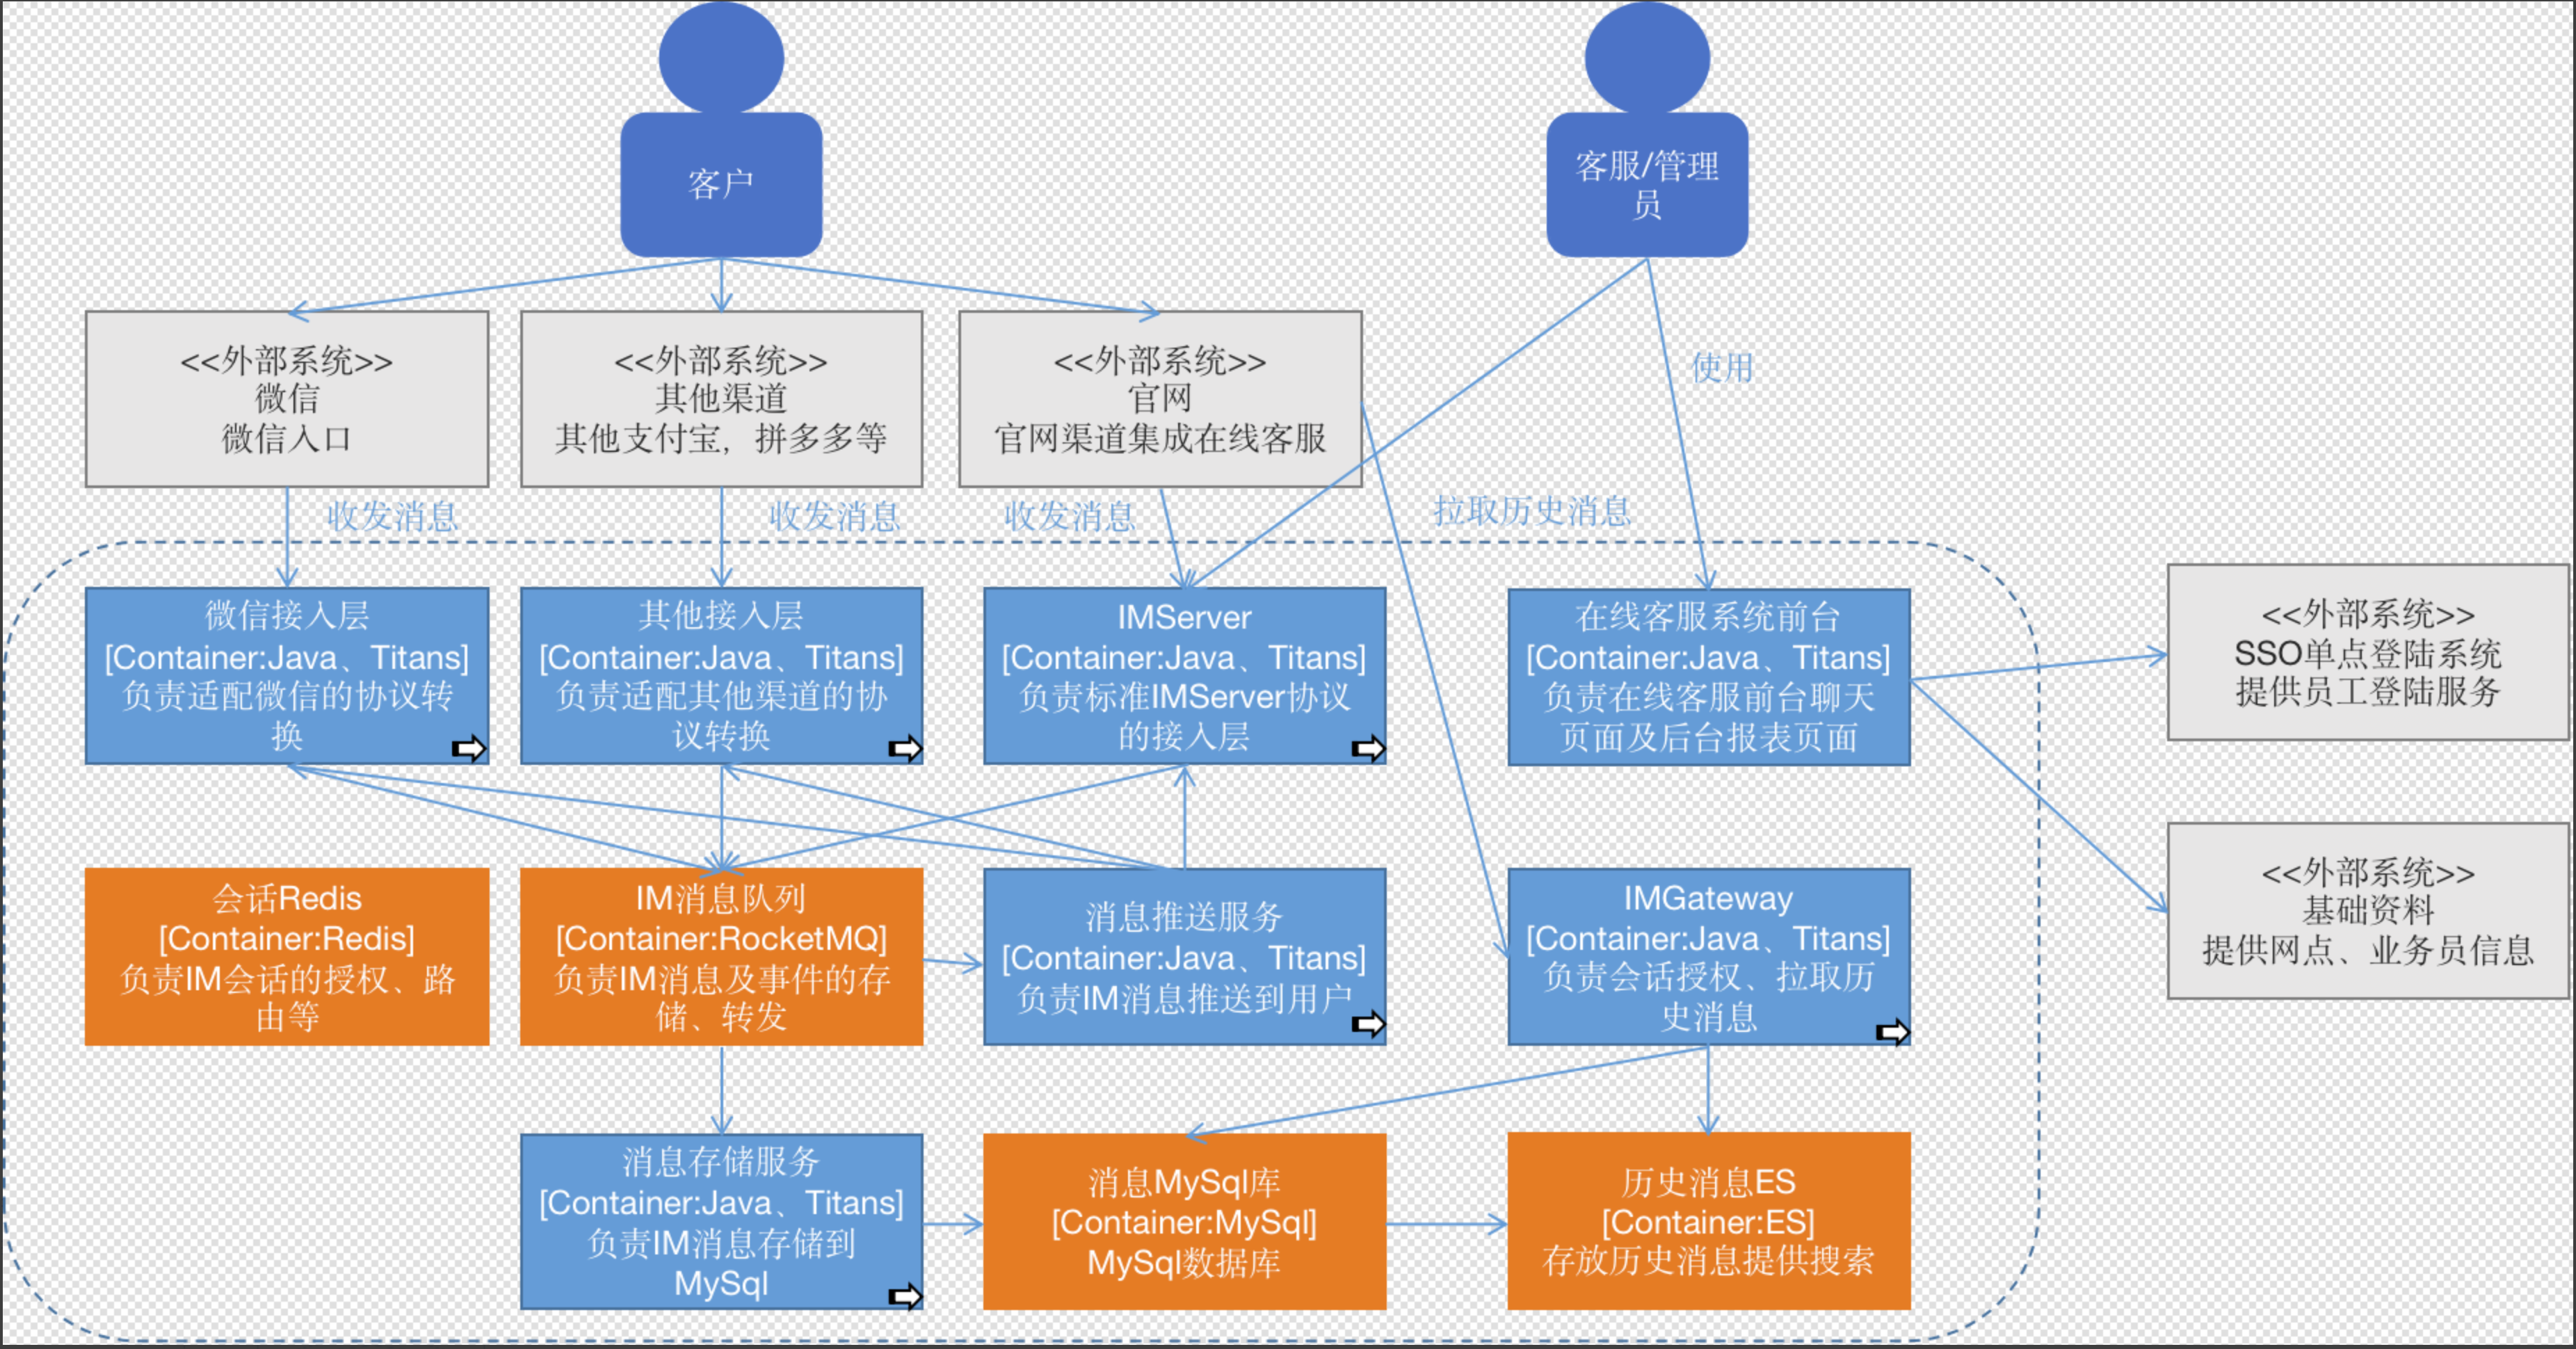 客户
客服/管理
员
<<外部系统>>
微信
微信入口
<<外部系统>>
其他渠道
其他支付宝，拼多多等
<<外部系统>>
官网
官网渠道集成在线客服
使用
收发消息
收发消息
收发消息
拉取历史消息
微信接入层
[Container:Java、Titans]
负责适配微信的协议转
换
其他接入层
[Container:Java、Titans]
负责适配其他渠道的协
议转换
IMServer
[Container:Java、Titans]
负责标准IMServer协议
的接入层
在线客服系统前台
[Container:Java、Titans]
负责在线客服前台聊天
页面及后台报表页面
<<外部系统>>
SSO单点登陆系统
提供员工登陆服务
会话Redis
[Container:Redis]
负责IM会话的授权、路
由等
IM消息队列
[Container:RocketMQ]
负责IM消息及事件的存
储、转发
消息推送服务
[Container:Java、Titans]
负责IM消息推送到用户
IMGateway
[Container:Java、Titans]
负责会话授权、拉取历
史消息
<<外部系统>>
基础资料
提供网点、业务员信息
消息存储服务
[Container:Java、Titans]
负责IM消息存储到
MySql
消息MySql库
[Container:MySql]
MySql数据库
历史消息ES
[Container:ES]
存放历史消息提供搜索